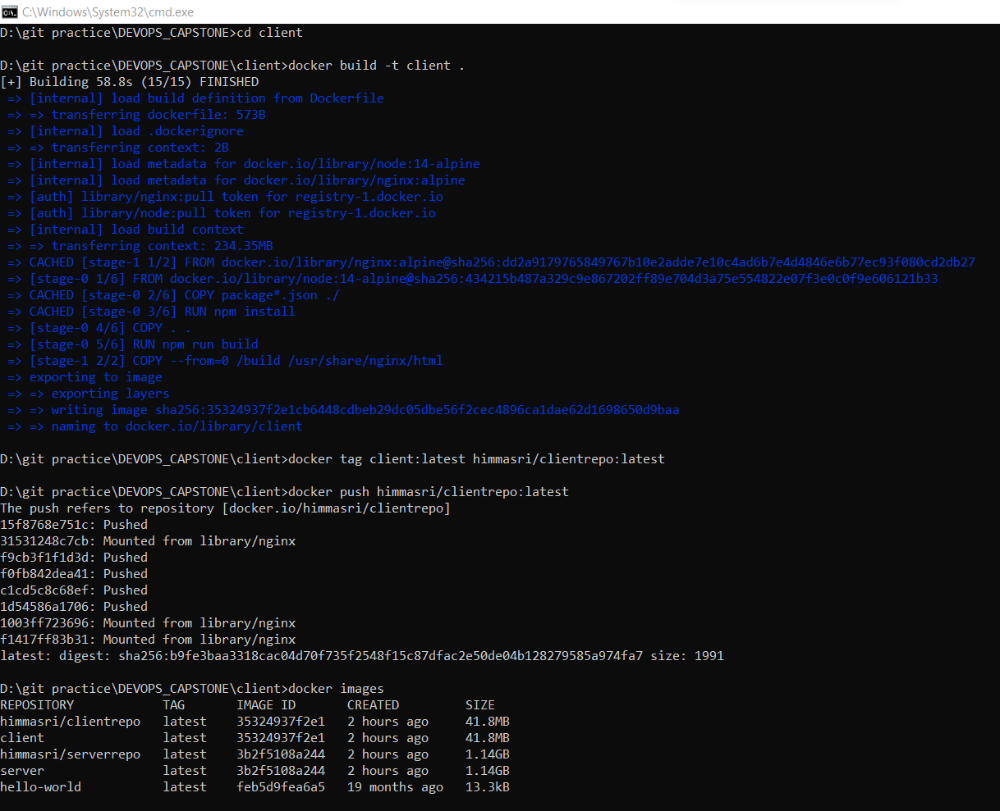 C:\Windows\System32\cmd.exe
D:\git practice\DEVOPS_CAPSTONE>cd client
D:\git practice\DEVOPS_CAPSTONE\client>docker build -t client .
[+] Building 58.8s (15/15) FINISHED
=> [internal] load build definition from Dockerfile
=> => transferring dockerfile: 573B
=> [internal] load .dockerignore
=> => transferring context: 2B
=> [internal] load metadata for docker.io/library/node:14-alpine
=> [internal] load metadata for docker.io/library/nginx:alpine
=> [auth] library/nginx:pull token for registry-1.docker.io
=> [auth] library/node:pull token for registry-1.docker.io
=> [internal] load build context
=> => transferring context: 234.35MB
=> CACHED [stage-1 1/2] FROM docker.io/library/nginx:alpine@sha256:dd2a9179765849767b10e2adde7e10c4ad6b7e4d4846e6b77ec93f080cd2db27
=> [stage-0 1/6] FROM docker.io/library/node:14-alpine@sha256:434215b487a329c9e867202ff89e704d3a75e554822e07f3e0c0f9e606121b33
=> CACHED [stage-0 2/6] COPY package*.json ./
=> CACHED [stage-0 3/6] RUN npm install
=> [stage-0 4/6] COPY . .
=> [stage-0 5/6] RUN npm run build
=> [stage-1 2/2] COPY --from=0 /build /usr/share/nginx/html
=> exporting to image
=> => exporting layers
=> => writing image sha256:35324937f2e1cb6448cdbeb29dc05dbe56f2cec4896ca1dae62d1698650d9baa
=> => naming to docker.io/library/client
D:\git practice\DEVOPS_CAPSTONE\client>docker tag client:latest himmasri/clientrepo:latest
D:\git practice\DEVOPS_CAPSTONE\client>docker push himmasri/clientrepo:latest
The push refers to repository [docker.io/himmasri/clientrepo]
15f8768e751c: Pushed
31531248c7cb: Mounted from library/nginx
f9cb3f1f1d3d: Pushed
f0fb842dea41: Pushed
c1cd5c8c68ef: Pushed
1d54586a1706: Pushed
1003ff723696: Mounted from library/nginx
f1417ff83b31: Mounted from library/nginx
latest: digest: sha256:b9fe3baa3318cac04d70f735f2548f15c87dfac2e50de04b128279585a974fa7 size: 1991
D:\git practice\DEVOPS_CAPSTONE\client>docker images
REPOSITORY TAG IMAGE ID CREATED SIZE
himmasri/clientrepo latest 35324937f2e1 2 hours ago 41.8MB
client latest 35324937f2e1 2 hours ago 41.8MB
himmasri/serverrepo latest 3b2f5108a244 2 hours ago 1.14GB
server latest 3b2f5108a244 2 hours ago 1.14GB
hello-world latest feb5d9fea6a5 19 months ago 13.3kB